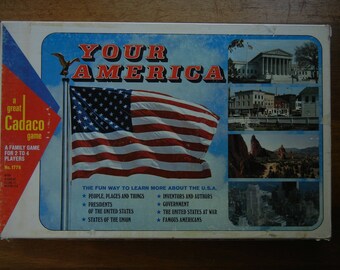 YOUR
AMERICA
a
great
Cadaco
game
A FAMILY GAME
FOR 2 TO 4
PLAYERS
No. 1776
THE FUN WAY TO LEARN MORE ABOUT THE U.S.A.
PEOPLE, PLACES AND THINGS
PRESIDENTS
OF THE UNITED STATES
STATES OF THE UNION
INVENTORS AND AUTHORS
GOVERNMENT
THE UNITED STATES AT WAR
FAMOUS AMERICANS